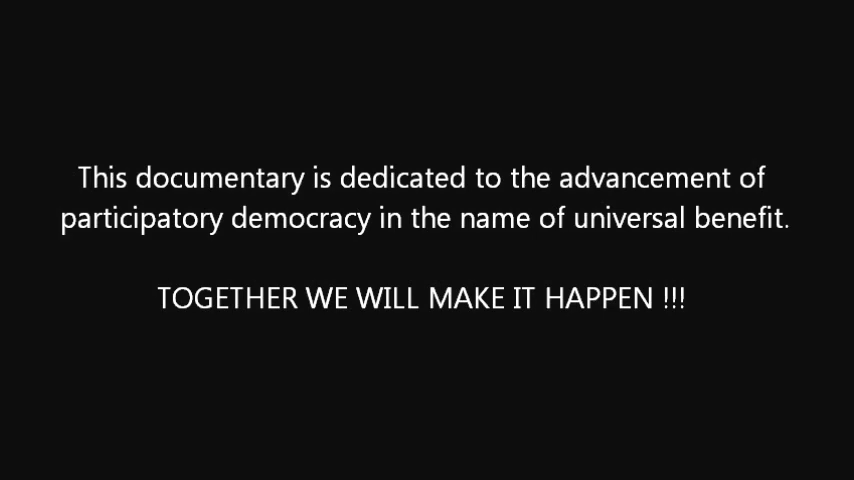 This documentary is dedicated to the advancement of
participatory democracy in the name of universal benefit.
TOGETHER WE WILL MAKE IT HAPPEN !!!